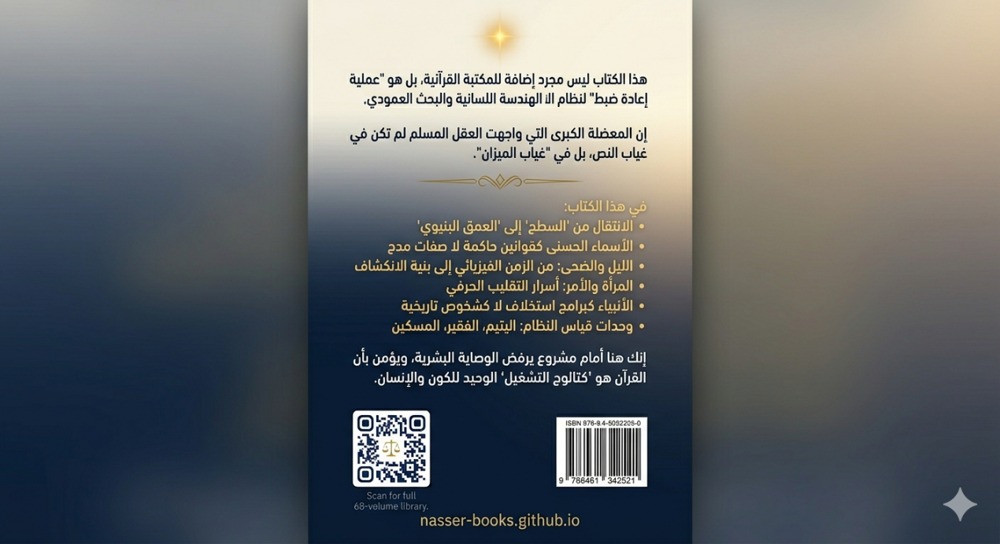 هذا الكتاب ليس مجرد إضافة للمكتبة القرآنية، بل هو "عملية
إعادة ضبط" لنظام الـ الهندسة اللسانية والبحث العمودي.
إن المعضلة الكبرى التي واجهت العقل المسلم لم تكن في
غياب النص، بل في "غياب الميزان".
في هذا الكتاب:
• الانتقال من 'السطح' إلى 'العمق البنيوي'
• الأسماء الحسنى كقوانين حاكمة لا صفات مدح
• الليل والضحى: من الزمن الفيزيائي إلى بنية الانكشاف
• المرأة والأمر: أسرار التقليب الحرفي
• الأنبياء كبرامج استخلاف لا كشخوص تاريخية
• وحدات قياس النظام: اليتيم، الفقير، المسكين
إنك هنا أمام مشروع يرفض الوصاية البشرية، ويؤمن بأن
القرآن هو 'كتالوج التشغيل' الوحيد للكون والإنسان.
ISBN 976-9.4-5092206-0
9 786461 342521
Scan for full
68-volume library.
nasser-books.github.io